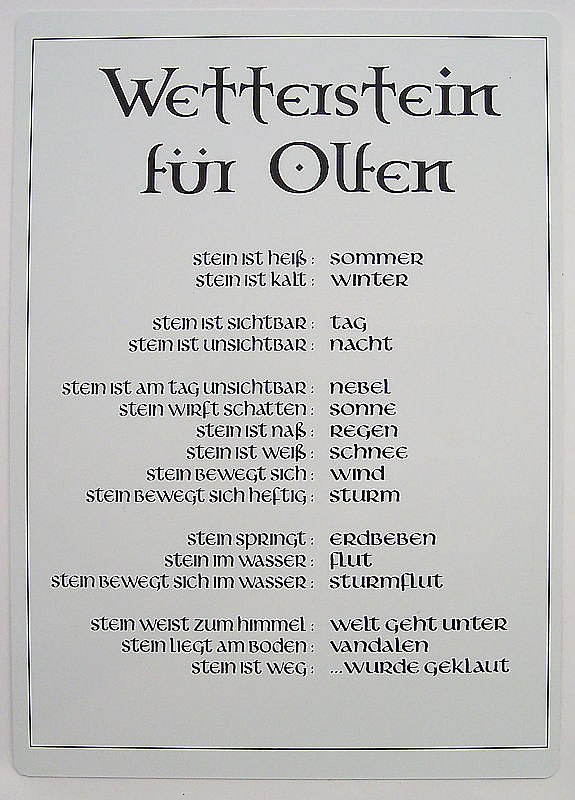 Wetterstein
für Olfen
stein ist heiß: sommer
stein ist kalt: winter
stein ist sichtbar: tag
stein ist unsichtbar: nacht
stein ist am tag unsichtbar: nebel
stein wirft schatten: sonne
stein ist naß: regen
stein ist weiß: schnee
stein bewegt sich: wind
stein bewegt sich heftig: sturm
stein springt: erdbeben
stein im wasser: flut
stein bewegt sich im wasser: sturmflut
stein weist zum himmel: welt geht unter
stein liegt am boden: vandalen
stein ist weg: ...wurde geklaut